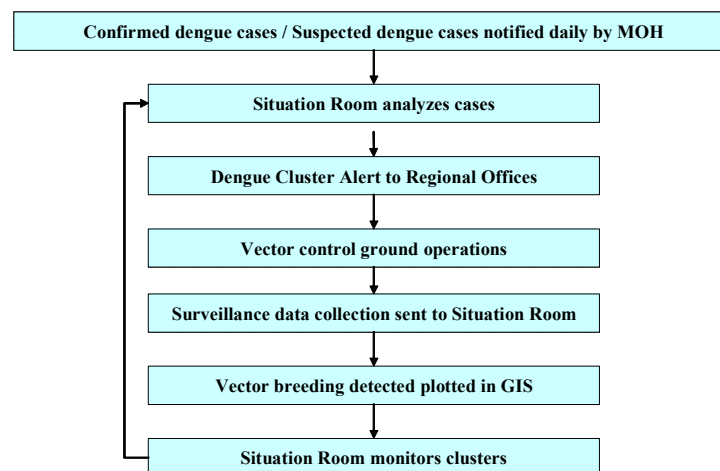 Confirmed dengue cases / Suspected dengue cases notified daily by MOH
Situation Room analyzes cases
Dengue Cluster Alert to Regional Offices
Vector control ground operations
Surveillance data collection sent to Situation Room
Vector breeding detected plotted in GIS
Situation Room monitors clusters